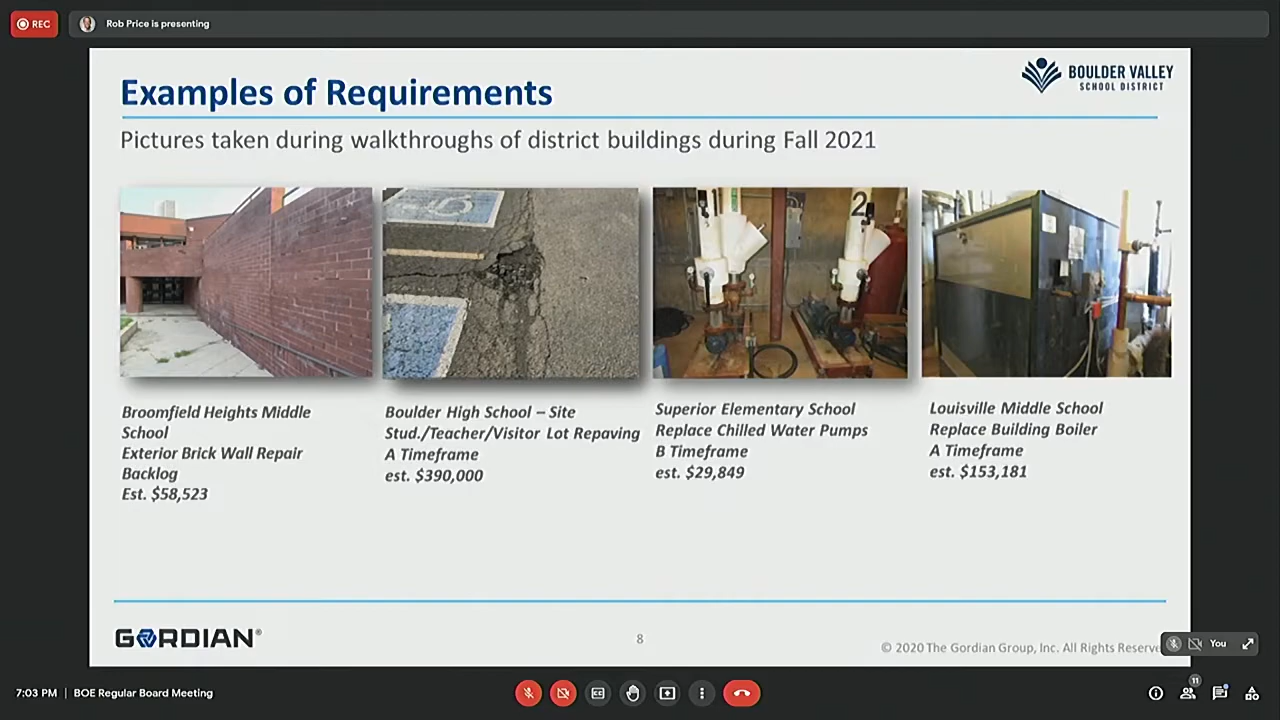 REC
Rob Price is presenting
BOULDER VALLEY
SCHOOL DISTRICT
Examples of Requirements
Pictures taken during walkthroughs of district buildings during Fall 2021
2
Broomfield Heights Middle
School
Exterior Brick Wall Repair
Backlog
Est. $58,523
Boulder High School – Site
Stud./Teacher/Visitor Lot Repaving
A Timeframe
est. $390,000
Superior Elementary School
Replace Chilled Water Pumps
B Timeframe
est. $29,849
Louisville Middle School
Replace Building Boiler
A Timeframe
est. $153,181
GORDIAN®
8
© 2020 The Gordian Group, Inc. All Rights Reserve
You
7:03 PM | BOE Regular Board Meeting
11